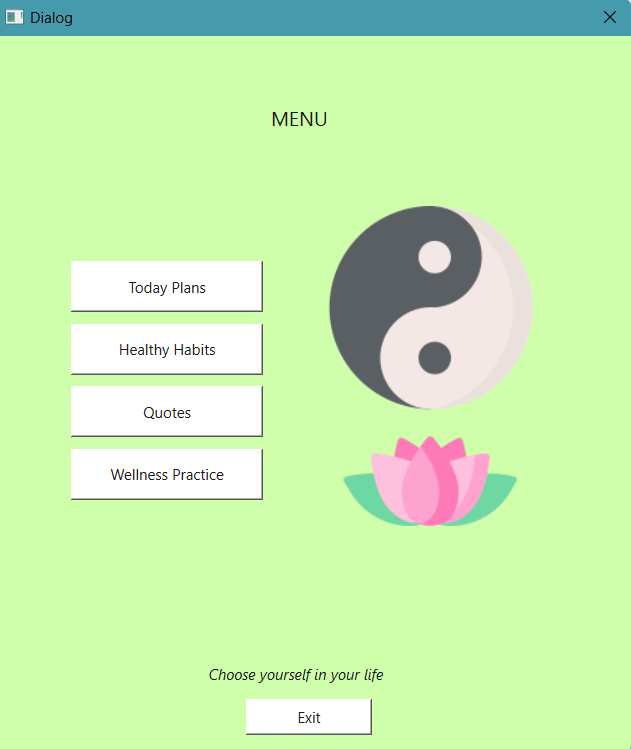 Dialog
MENU
Today Plans
Healthy Habits
Quotes
Wellness Practice
Choose yourself in your life
Exit